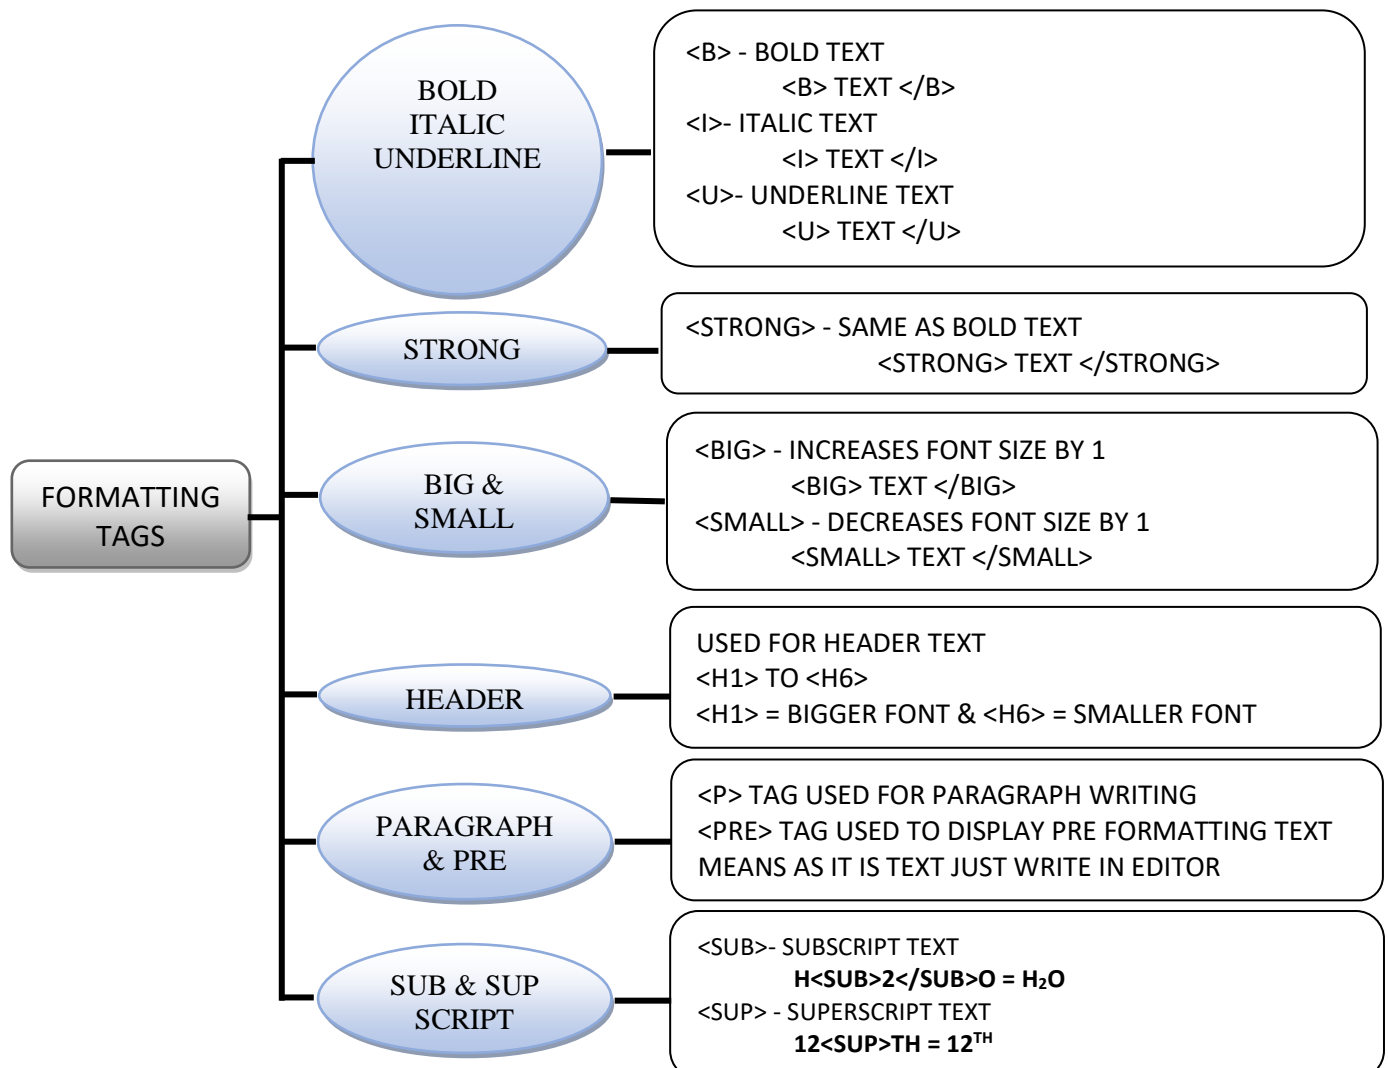 BOLD
ITALIC
UNDERLINE
<B> - BOLD TEXT
<B> TEXT </B>
<I>- ITALIC TEXT
<I> TEXT </I>
<U>- UNDERLINE TEXT
<U> TEXT </U>
STRONG
<STRONG> - SAME AS BOLD TEXT
<STRONG> TEXT </STRONG>
FORMATTING
TAGS
BIG &
SMALL
<BIG> - INCREASES FONT SIZE BY 1
<BIG> TEXT </BIG>
<SMALL> - DECREASES FONT SIZE BY 1
<SMALL> TEXT </SMALL>
HEADER
USED FOR HEADER TEXT
<H1> TO <H6>
<H1> = BIGGER FONT & <H6> = SMALLER FONT
PARAGRAPH
& PRE
<P> TAG USED FOR PARAGRAPH WRITING
<PRE> TAG USED TO DISPLAY PRE FORMATTING TEXT
MEANS AS IT IS TEXT JUST WRITE IN EDITOR
SUB & SUP
SCRIPT
<SUB>- SUBSCRIPT TEXT
H<SUB>2</SUB>O = H₂O
<SUP> - SUPERSCRIPT TEXT
12<SUP>TH = 12ᵀᴴ